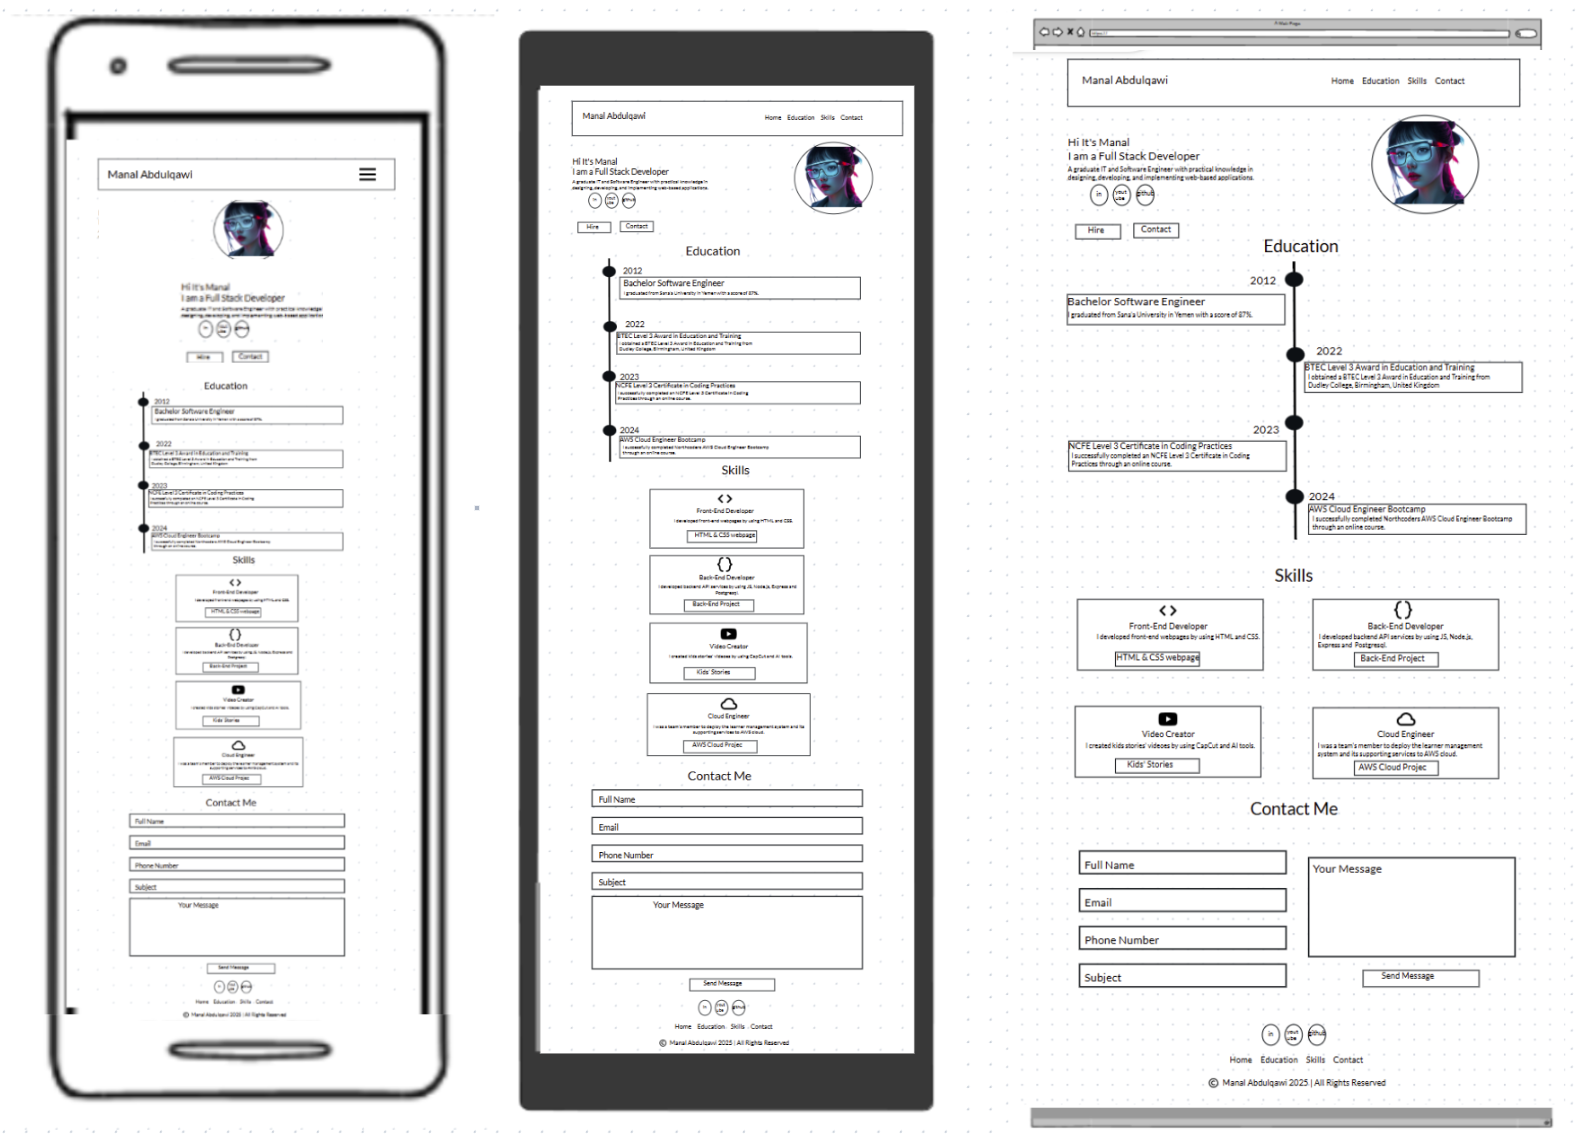 Manal Abdulqawi
Hi It's Manal
I am a Full Stack Developer
A graduate IT and Software Engineer with practical knowledge in
designing, developing, and implementing web-based application
in
yout
ube
github
Hire
Contact
Education
2012
Bachelor Software Engineer
I graduated from Sana'a University in Yemen with a score of 87%.
2022
BTEC Level 3 Award in Education and Training
I obtained a BTEC Level 3 Award in Education and Training from
Dudley College, Birmingham, United Kingdom
2023
NCFE Level 3 Certificate in Coding Practices
I successfully completed an NCFE Level 3 Certificate in Coding
Practices through an online course.
2024
AWS Cloud Engineer Bootcamp
I successfully completed Northcoders AWS Cloud Engineer Bootcamp
through an online course.
Skills
Front-End Developer
I developed front-end webpages by using HTML and CSS.
HTML & CSS webpage
Back-End Developer
I developed backend API services by using JS, Node.js, Express and
Postgresql.
Back-End Project
Video Creator
I created kids stories' videoes by using CapCut and AI tools.
Kids' Stories
Cloud Engineer
I was a team's member to deploy the learner management system and its
supporting services to AWS cloud.
AWS Cloud Projec
Contact Me
Full Name
Email
Phone Number
Subject
Your Message
Send Message
in
yout
ube
github
Home Education Skills Contact
© Manal Abdulqawi 2025 | All Rights Reserved
Manal Abdulqawi
Home Education Skills Contact
Hi It's Manal
I am a Full Stack Developer
A graduate IT and Software Engineer with practical knowledge in
designing, developing, and implementing web-based applications.
in
yout
ube
github
Hire
Contact
Education
2012
Bachelor Software Engineer
I graduated from Sana'a University in Yemen with a score of 87%.
2022
BTEC Level 3 Award in Education and Training
I obtained a BTEC Level 3 Award in Education and Training from
Dudley College, Birmingham, United Kingdom
2023
NCFE Level 3 Certificate in Coding Practices
I successfully completed an NCFE Level 3 Certificate in Coding
Practices through an online course.
2024
AWS Cloud Engineer Bootcamp
I successfully completed Northcoders AWS Cloud Engineer Bootcamp
through an online course.
Skills
Front-End Developer
I developed front-end webpages by using HTML and CSS.
HTML & CSS webpage
Back-End Developer
I developed backend API services by using JS, Node.js, Express and
Postgresql.
Back-End Project
Video Creator
I created kids stories' videoes by using CapCut and AI tools.
Kids' Stories
Cloud Engineer
I was a team's member to deploy the learner management system and its
supporting services to AWS cloud.
AWS Cloud Projec
Contact Me
Full Name
Email
Phone Number
Subject
Your Message
Send Message
in
yout
ube
github
Home Education Skills Contact
© Manal Abdulqawi 2025 | All Rights Reserved
Manal Abdulqawi
Home Education Skills Contact
Hi It's Manal
I am a Full Stack Developer
A graduate IT and Software Engineer with practical knowledge in
designing, developing, and implementing web-based applications.
in
yout
ube
github
Hire
Contact
Education
2012
Bachelor Software Engineer
I graduated from Sana'a University in Yemen with a score of 87%.
2022
BTEC Level 3 Award in Education and Training
I obtained a BTEC Level 3 Award in Education and Training from
Dudley College, Birmingham, United Kingdom
2023
NCFE Level 3 Certificate in Coding Practices
I successfully completed an NCFE Level 3 Certificate in Coding
Practices through an online course.
2024
AWS Cloud Engineer Bootcamp
I successfully completed Northcoders AWS Cloud Engineer Bootcamp
through an online course.
Skills
Front-End Developer
I developed front-end webpages by using HTML and CSS.
HTML & CSS webpage
Back-End Developer
I developed backend API services by using JS, Node.js,
Express and Postgresql.
Back-End Project
Video Creator
I created kids stories' videoes by using CapCut and AI tools.
Kids' Stories
Cloud Engineer
I was a team's member to deploy the learner management
system and its supporting services to AWS cloud.
AWS Cloud Projec
Contact Me
Full Name
Email
Phone Number
Subject
Your Message
Send Message
in
yout
ube
github
Home Education Skills Contact
© Manal Abdulqawi 2025 | All Rights Reserved